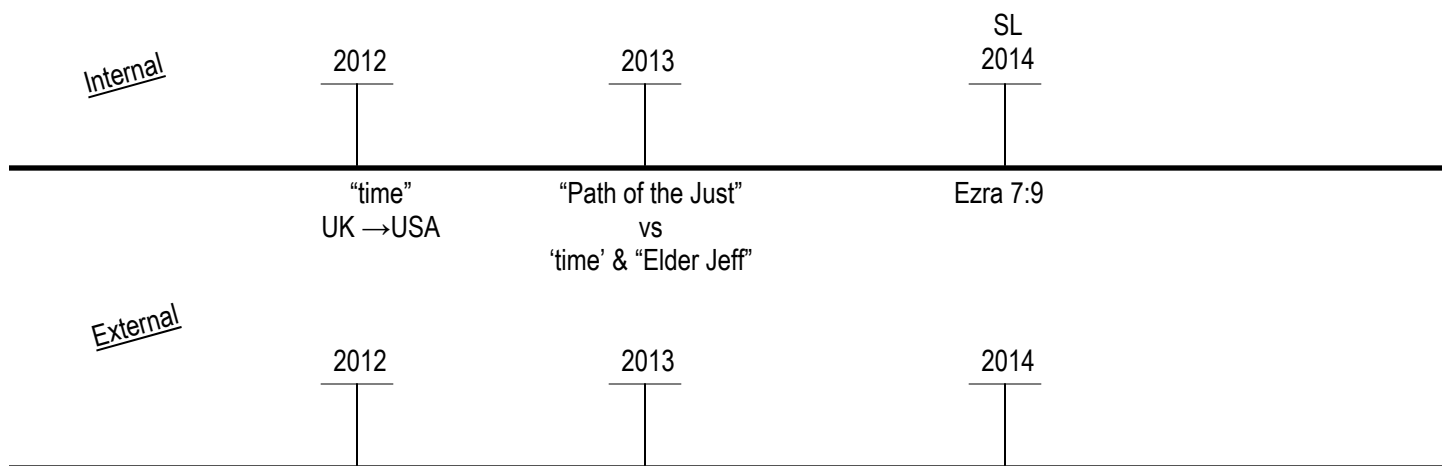 SL
Internal 2012 2013 2014
“time” “Path of the Just” Ezra 7:9
UK →USA vs
‘time’ & “Elder Jeff”
External
2012 2013 2014